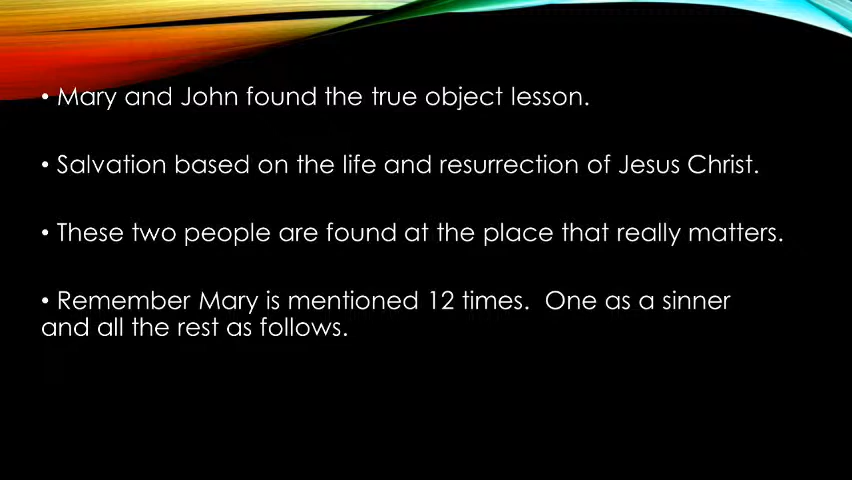 • Mary and John found the true object lesson.
• Salvation based on the life and resurrection of Jesus Christ.
• These two people are found at the place that really matters.
• Remember Mary is mentioned 12 times.  One as a sinner
and all the rest as follows.